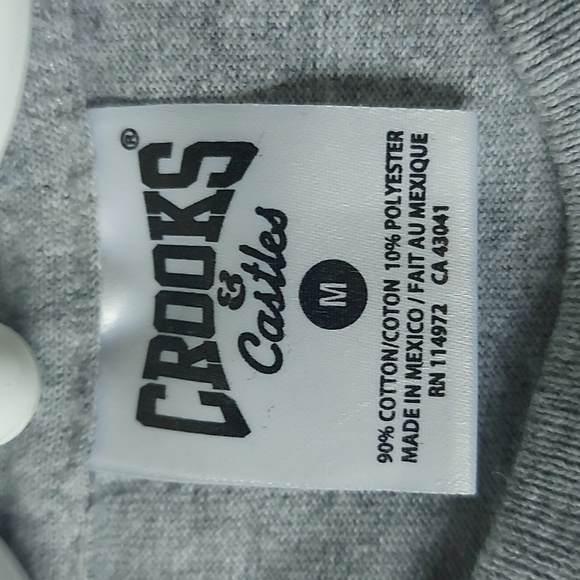 CROOKS®
&
Castles
M
90% COTTON/COTON 10% POLYESTER
MADE IN MEXICO / FAIT AU MEXIQUE
RN 114972 CA 43041